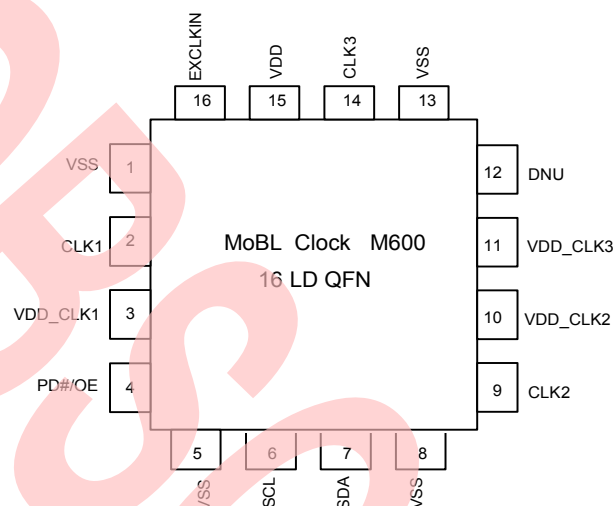 EXCLKIN
VDD
CLK3
VSS
16
15
14
13
VSS 1
12 DNU
CLK1 2
MoBL Clock M600
11 VDD_CLK3
16 LD QFN
VDD_CLK1 3
10 VDD_CLK2
PD#/OE 4
9 CLK2
5
6
7
8
VSS
SCL
SDA
VSS